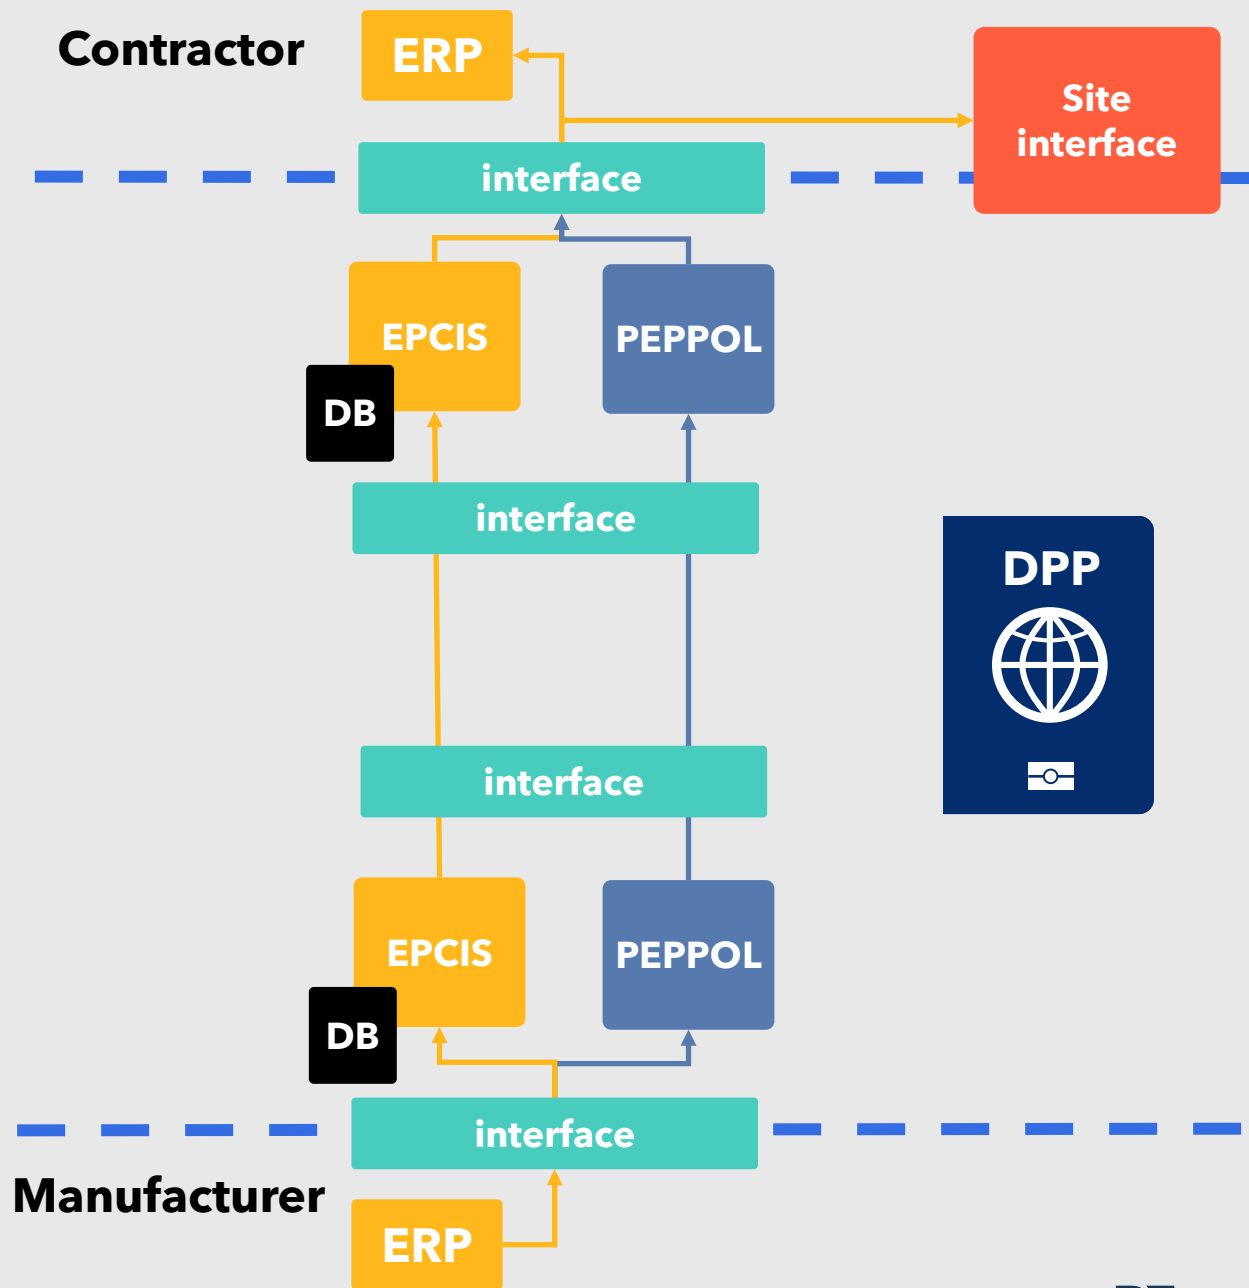 Contractor
ERP
Site
interface
interface
EPCIS
PEPPOL
DB
interface
DPP
interface
EPCIS
PEPPOL
DB
interface
Manufacturer
ERP